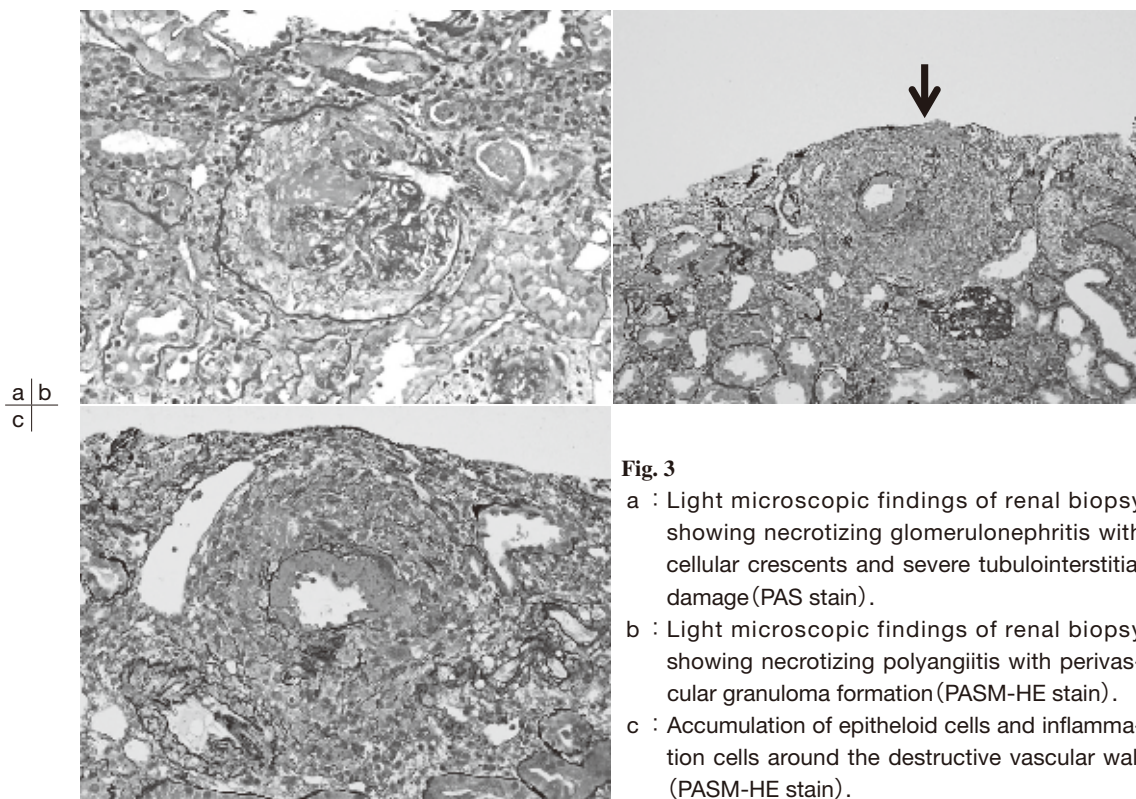 a b
c
Fig. 3
a : Light microscopic findings of renal biopsy
showing necrotizing glomerulonephritis with
cellular crescents and severe tubulointerstitia
damage(PAS stain).
b : Light microscopic findings of renal biopsy
showing necrotizing polyangiitis with perivas-
cular granuloma formation(PASM-HE stain).
c : Accumulation of epitheloid cells and inflamma-
tion cells around the destructive vascular wal
(PASM-HE stain).